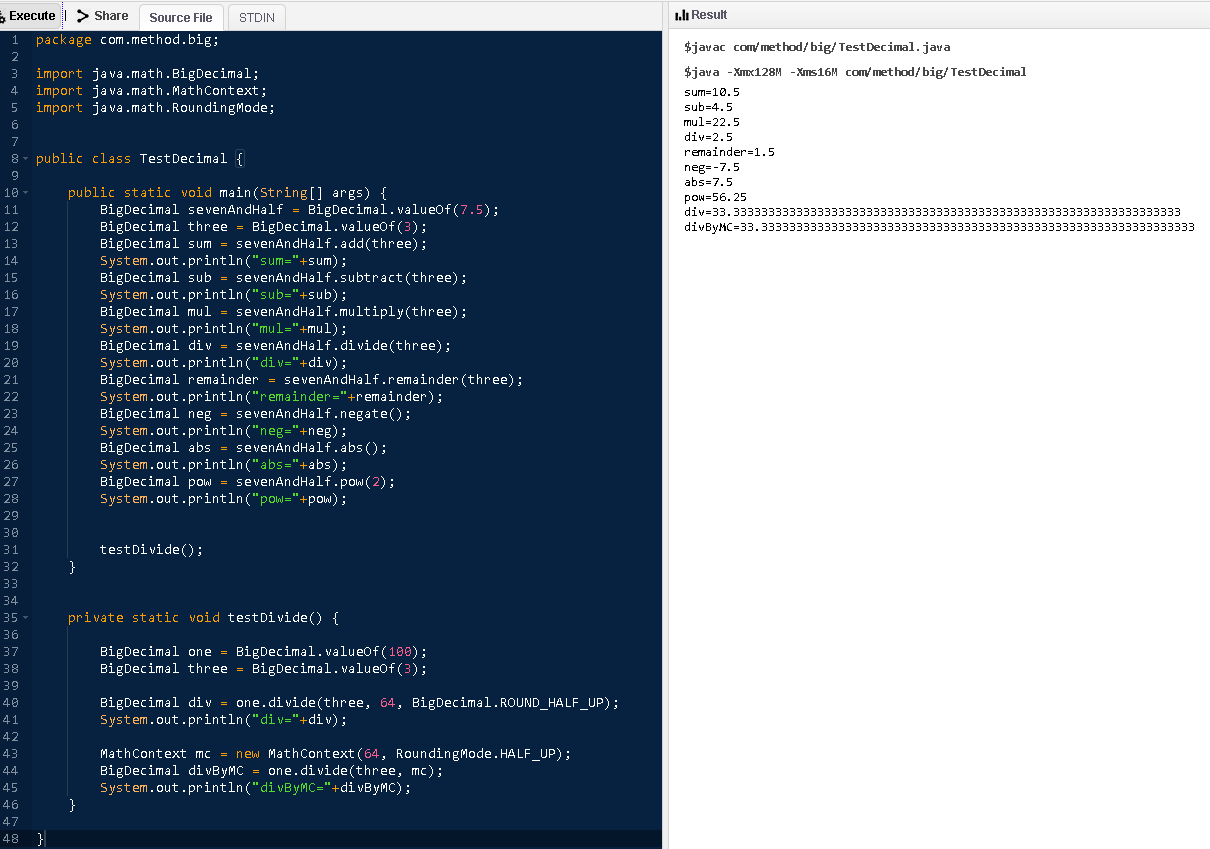 Execute | Share Source File STDIN
1 package com.method.big;
2
3 import java.math.BigDecimal;
4 import java.math.MathContext;
5 import java.math.RoundingMode;
6
7
8 public class TestDecimal {
9
10     public static void main(String[] args) {
11         BigDecimal sevenAndHalf = BigDecimal.valueOf(7.5);
12         BigDecimal three = BigDecimal.valueOf(3);
13         BigDecimal sum = sevenAndHalf.add(three);
14         System.out.println("sum="+sum);
15         BigDecimal sub = sevenAndHalf.subtract(three);
16         System.out.println("sub="+sub);
17         BigDecimal mul = sevenAndHalf.multiply(three);
18         System.out.println("mul="+mul);
19         BigDecimal div = sevenAndHalf.divide(three);
20         System.out.println("div="+div);
21         BigDecimal remainder = sevenAndHalf.remainder(three);
22         System.out.println("remainder="+remainder);
23         BigDecimal neg = sevenAndHalf.negate();
24         System.out.println("neg="+neg);
25         BigDecimal abs = sevenAndHalf.abs();
26         System.out.println("abs="+abs);
27         BigDecimal pow = sevenAndHalf.pow(2);
28         System.out.println("pow="+pow);
29
30
31         testDivide();
32     }
33
34
35     private static void testDivide() {
36
37         BigDecimal one = BigDecimal.valueOf(100);
38         BigDecimal three = BigDecimal.valueOf(3);
39
40         BigDecimal div = one.divide(three, 64, BigDecimal.ROUND_HALF_UP);
41         System.out.println("div="+div);
42
43         MathContext mc = new MathContext(64, RoundingMode.HALF_UP);
44         BigDecimal divByMC = one.divide(three, mc);
45         System.out.println("divByMC="+divByMC);
46     }
47
48 }
Result
$javac com/method/big/TestDecimal.java
$java -Xmx128M -Xms16M com/method/big/TestDecimal
sum=10.5
sub=4.5
mul=22.5
div=2.5
remainder=1.5
neg=-7.5
abs=7.5
pow=56.25
div=33.3333333333333333333333333333333333333333333333333333333333333333
divByMC=33.33333333333333333333333333333333333333333333333333333333333333